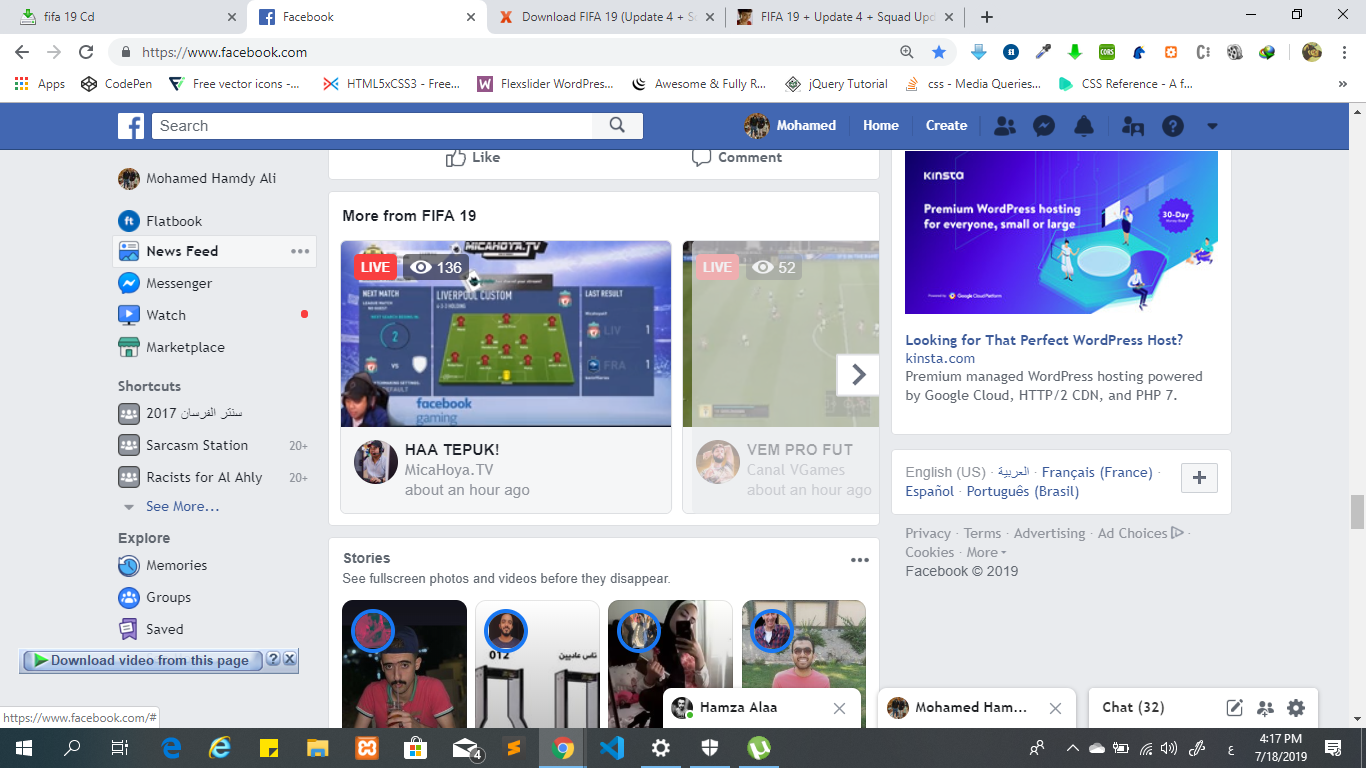 fifa 19 Cd
Facebook
Download FIFA 19 (Update 4 + S
FIFA 19 + Update 4 + Squad Upd
https://www.facebook.com
Apps
CodePen
Free vector icons -...
HTML5xCSS3 - Free...
Flexslider WordPres...
Awesome & Fully R...
jQuery Tutorial
css - Media Queries...
CSS Reference - A f...
Search
Mohamed
Home
Create
Mohamed Hamdy Ali
Flatbook
News Feed
Messenger
Watch
Marketplace
Shortcuts
سنتر الفرسان 2017
Sarcasm Station 20+
Racists for Al Ahly 20+
See More...
Explore
Memories
Groups
Saved
Download video from this page
https://www.facebook.com/#
Like
Comment
More from FIFA 19
LIVE 136
MICAHOYA.TV
NEXT MATCH
LIVERPOOL CUSTOM
LAST RESULT
2
LIV 1
VS
FRA 1
facebook
gaming
HAA TEPUK!
MicaHoya.TV
about an hour ago
LIVE 52
VEM PRO FUT
Canal VGames
about an hour ago
Stories
See fullscreen photos and videos before they disappear.
012
ناس عاديين
KINSTA
Premium WordPress hosting
for everyone, small or large
30-Day
Powered by Google Cloud Platform
Looking for That Perfect WordPress Host?
kinsta.com
Premium managed WordPress hosting powered
by Google Cloud, HTTP/2 CDN, and PHP 7.
English (US) · العربية · Français (France) ·
Español · Português (Brasil)
Privacy · Terms · Advertising · Ad Choices ·
Cookies · More
Facebook © 2019
Hamza Alaa
Mohamed Ham...
Chat (32)
4
ع
4:17 PM
7/18/2019